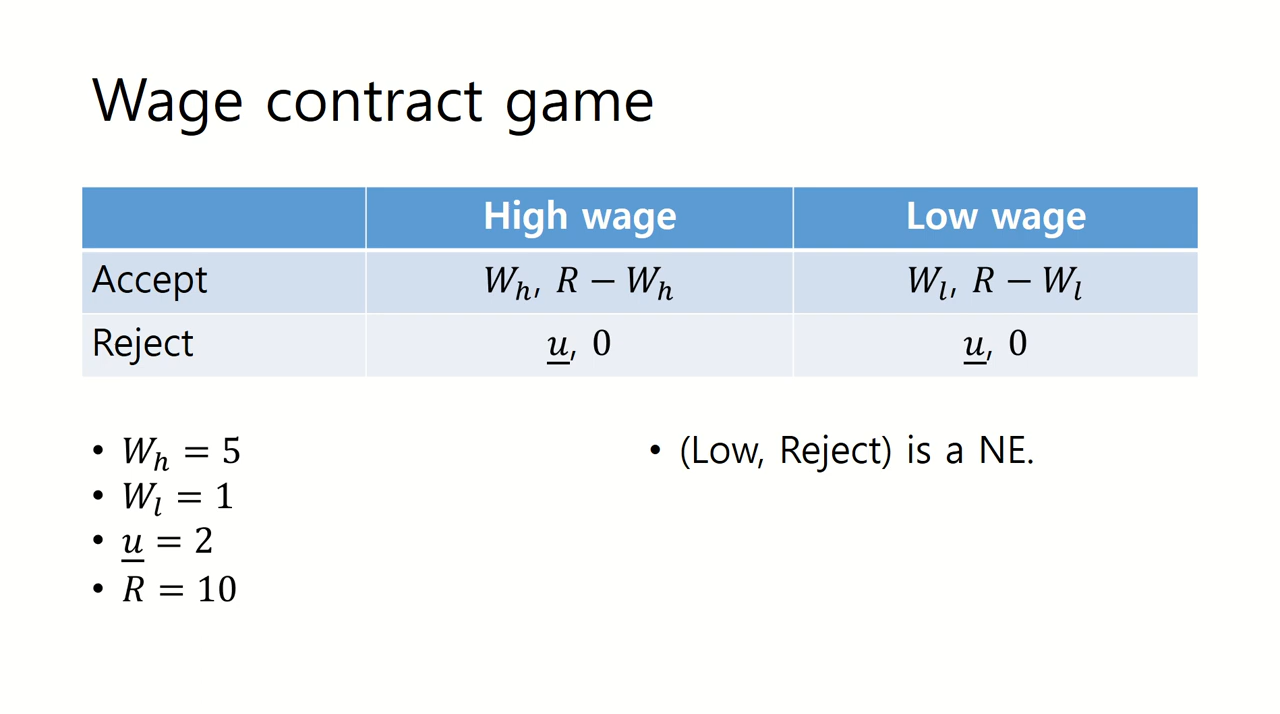 Wage contract game
High wage Low wage
Accept W_h, R − W_h W_l, R − W_l
Reject u̲, 0 u̲, 0
• W_h = 5
• W_l = 1
• u̲ = 2
• R = 10
• (Low, Reject) is a NE.